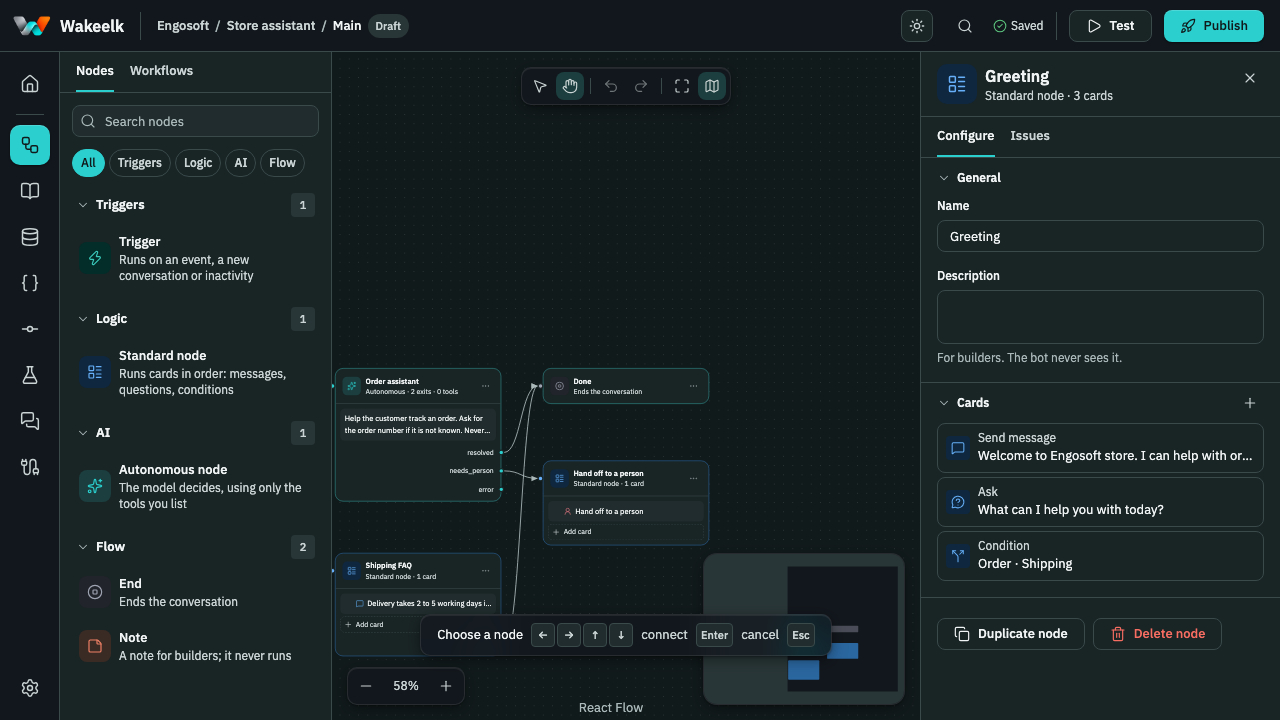 Wakeelk
Engosoft / Store assistant / Main Draft
Saved
Test
Publish
Nodes Workflows
Search nodes
All Triggers Logic AI Flow
Triggers 1
Trigger
Runs on an event, a new
conversation or inactivity
Logic 1
Standard node
Runs cards in order: messages,
questions, conditions
AI 1
Autonomous node
The model decides, using only the
tools you list
Flow 2
End
Ends the conversation
Note
A note for builders; it never runs
Order assistant
Autonomous · 2 exits · 0 tools
Help the customer track an order. Ask for
the order number if it is not known. Never...
resolved
needs_person
error
Done
Ends the conversation
Hand off to a person
Standard node · 1 card
Hand off to a person
Add card
Shipping FAQ
Standard node · 1 card
Delivery takes 2 to 5 working days i...
Add card
Choose a node ← → ↑ ↓ connect Enter cancel Esc
58%
React Flow
Greeting
Standard node · 3 cards
Configure Issues
General
Name
Greeting
Description
For builders. The bot never sees it.
Cards
Send message
Welcome to Engosoft store. I can help with or...
Ask
What can I help you with today?
Condition
Order · Shipping
Duplicate node
Delete node